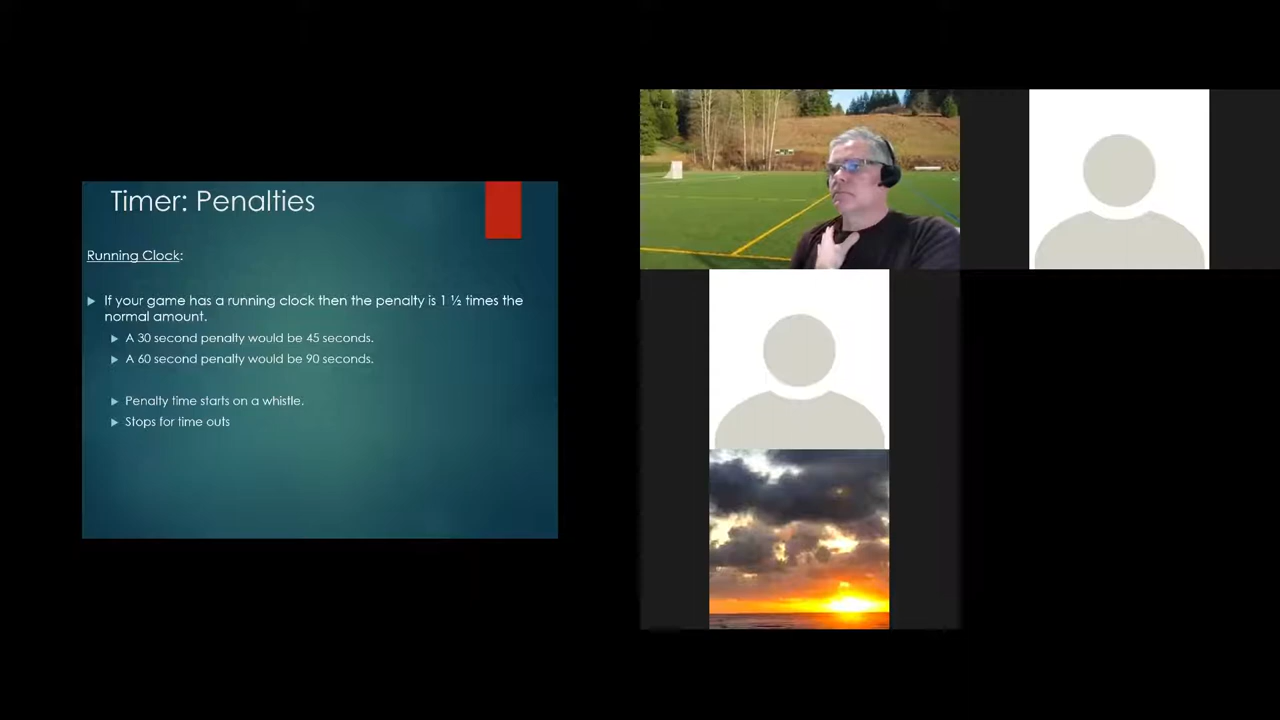 Timer: Penalties
Running Clock:
If your game has a running clock then the penalty is 1 ½ times the
normal amount.
A 30 second penalty would be 45 seconds.
A 60 second penalty would be 90 seconds.
Penalty time starts on a whistle.
Stops for time outs